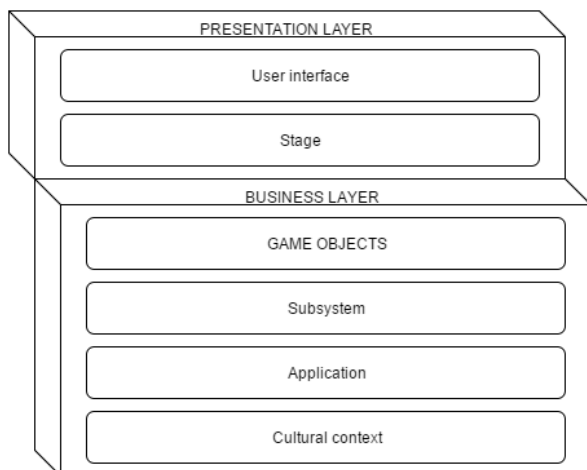 PRESENTATION LAYER
User interface
Stage
BUSINESS LAYER
GAME OBJECTS
Subsystem
Application
Cultural context